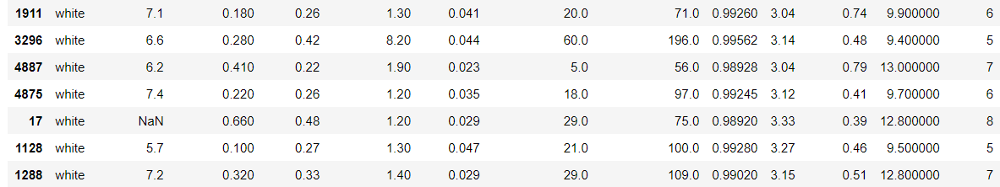 1911 white 7.1 0.180 0.26 1.30 0.041 20.0 71.0 0.99260 3.04 0.74 9.900000 6
3296 white 6.6 0.280 0.42 8.20 0.044 60.0 196.0 0.99562 3.14 0.48 9.400000 5
4887 white 6.2 0.410 0.22 1.90 0.023 5.0 56.0 0.98928 3.04 0.79 13.000000 7
4875 white 7.4 0.220 0.26 1.20 0.035 18.0 97.0 0.99245 3.12 0.41 9.700000 6
17 white NaN 0.660 0.48 1.20 0.029 29.0 75.0 0.98920 3.33 0.39 12.800000 8
1128 white 5.7 0.100 0.27 1.30 0.047 21.0 100.0 0.99280 3.27 0.46 9.500000 5
1288 white 7.2 0.320 0.33 1.40 0.029 29.0 109.0 0.99020 3.15 0.51 12.800000 7